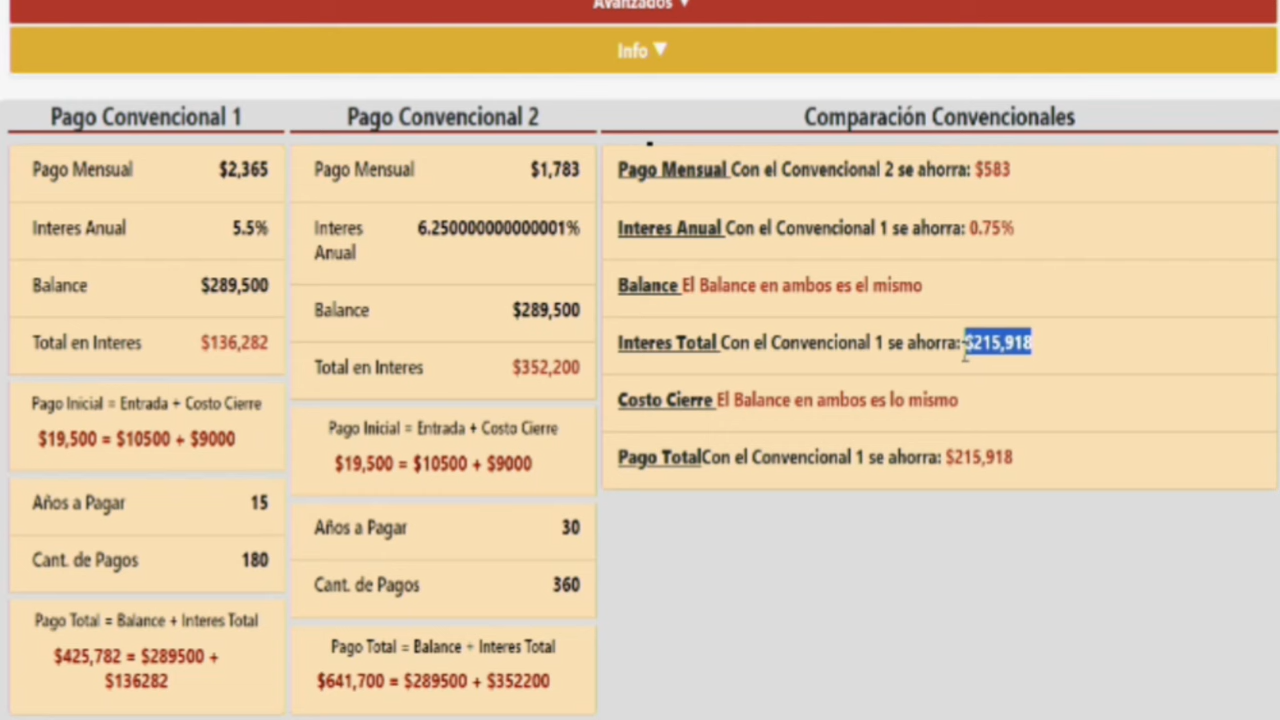 Avanzados ▼
Info ▼
Pago Convencional 1
Pago Mensual $2,365
Interes Anual 5.5%
Balance $289,500
Total en Interes $136,282
Pago Inicial = Entrada + Costo Cierre
$19,500 = $10500 + $9000
Años a Pagar 15
Cant. de Pagos 180
Pago Total = Balance + Interes Total
$425,782 = $289500 +
$136282
Pago Convencional 2
Pago Mensual $1,783
Interes 6.250000000000001%
Anual
Balance $289,500
Total en Interes $352,200
Pago Inicial = Entrada + Costo Cierre
$19,500 = $10500 + $9000
Años a Pagar 30
Cant. de Pagos 360
Pago Total = Balance + Interes Total
$641,700 = $289500 + $352200
Comparación Convencionales
Pago Mensual Con el Convencional 2 se ahorra: $583
Interes Anual Con el Convencional 1 se ahorra: 0.75%
Balance El Balance en ambos es el mismo
Interes Total Con el Convencional 1 se ahorra: $215,918
Costo Cierre El Balance en ambos es lo mismo
Pago TotalCon el Convencional 1 se ahorra: $215,918